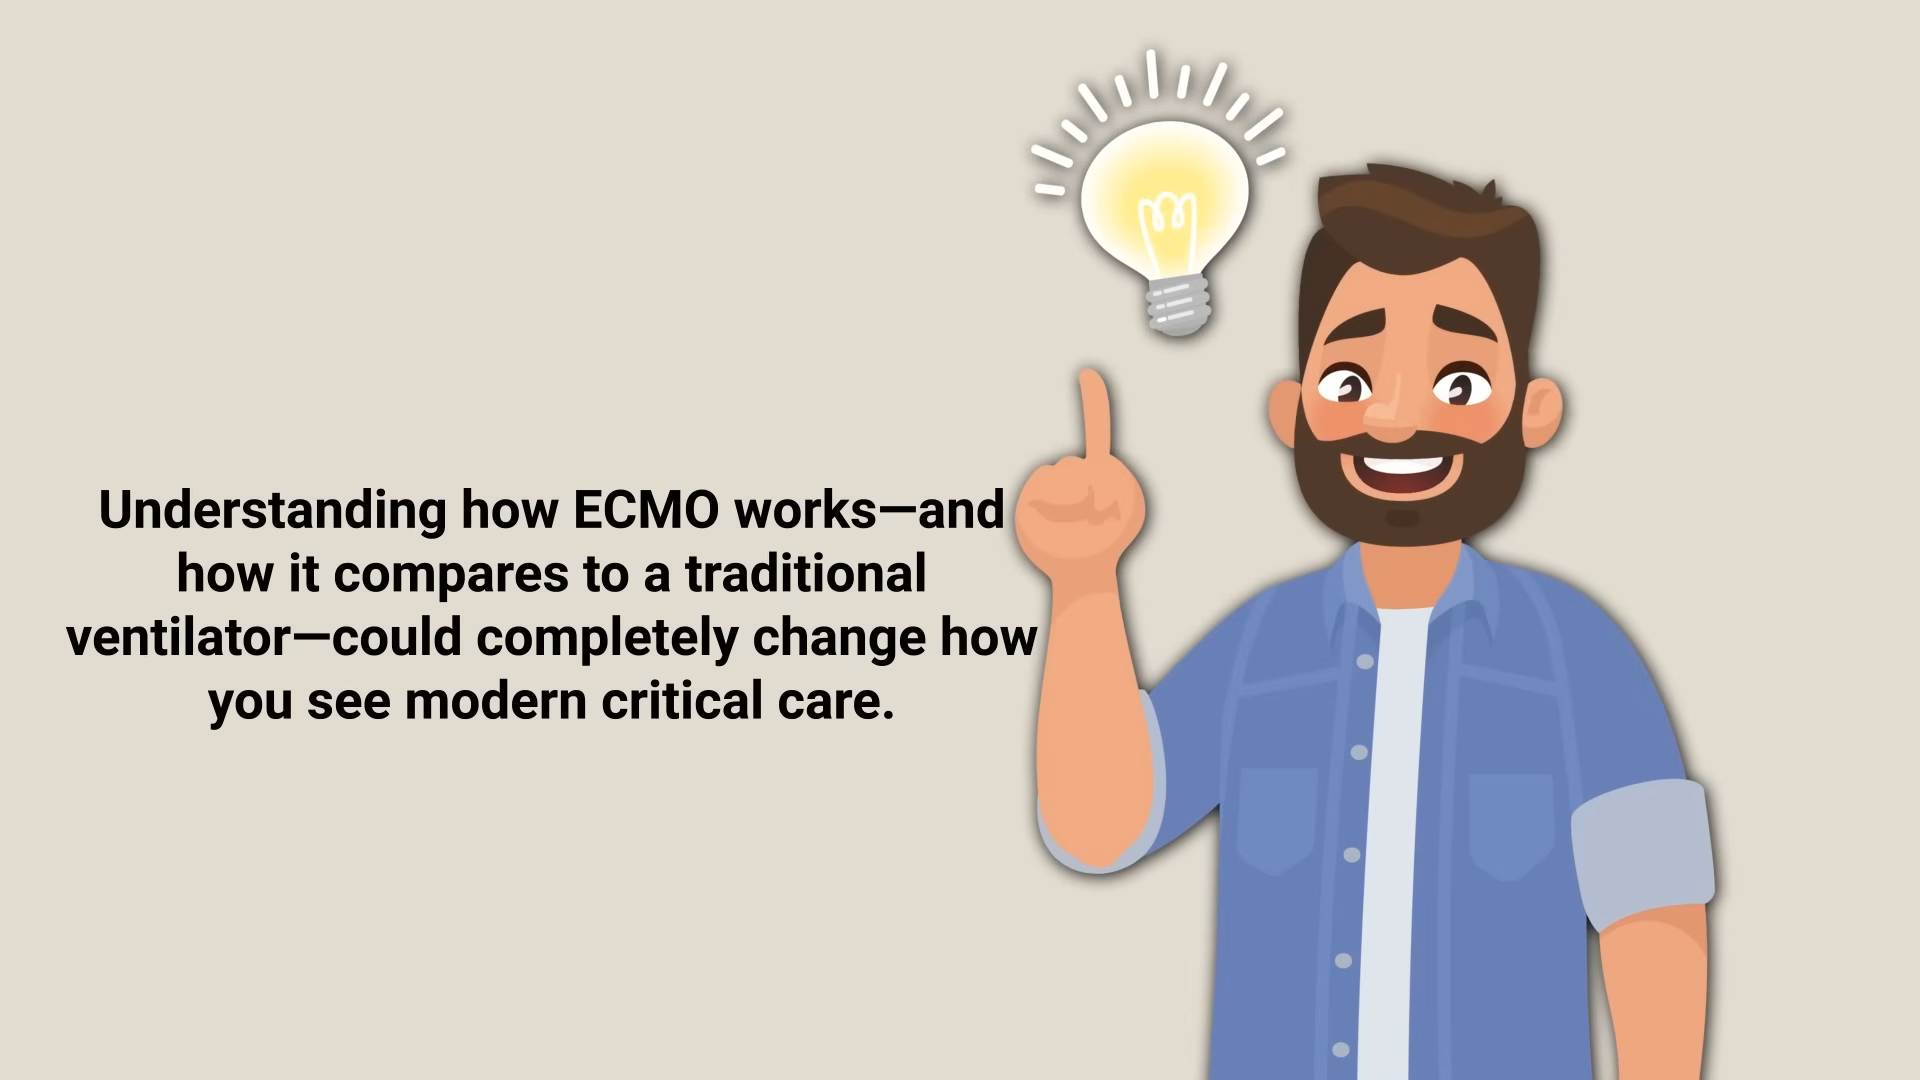 Understanding how ECMO works—and
how it compares to a traditional
ventilator—could completely change how
you see modern critical care.